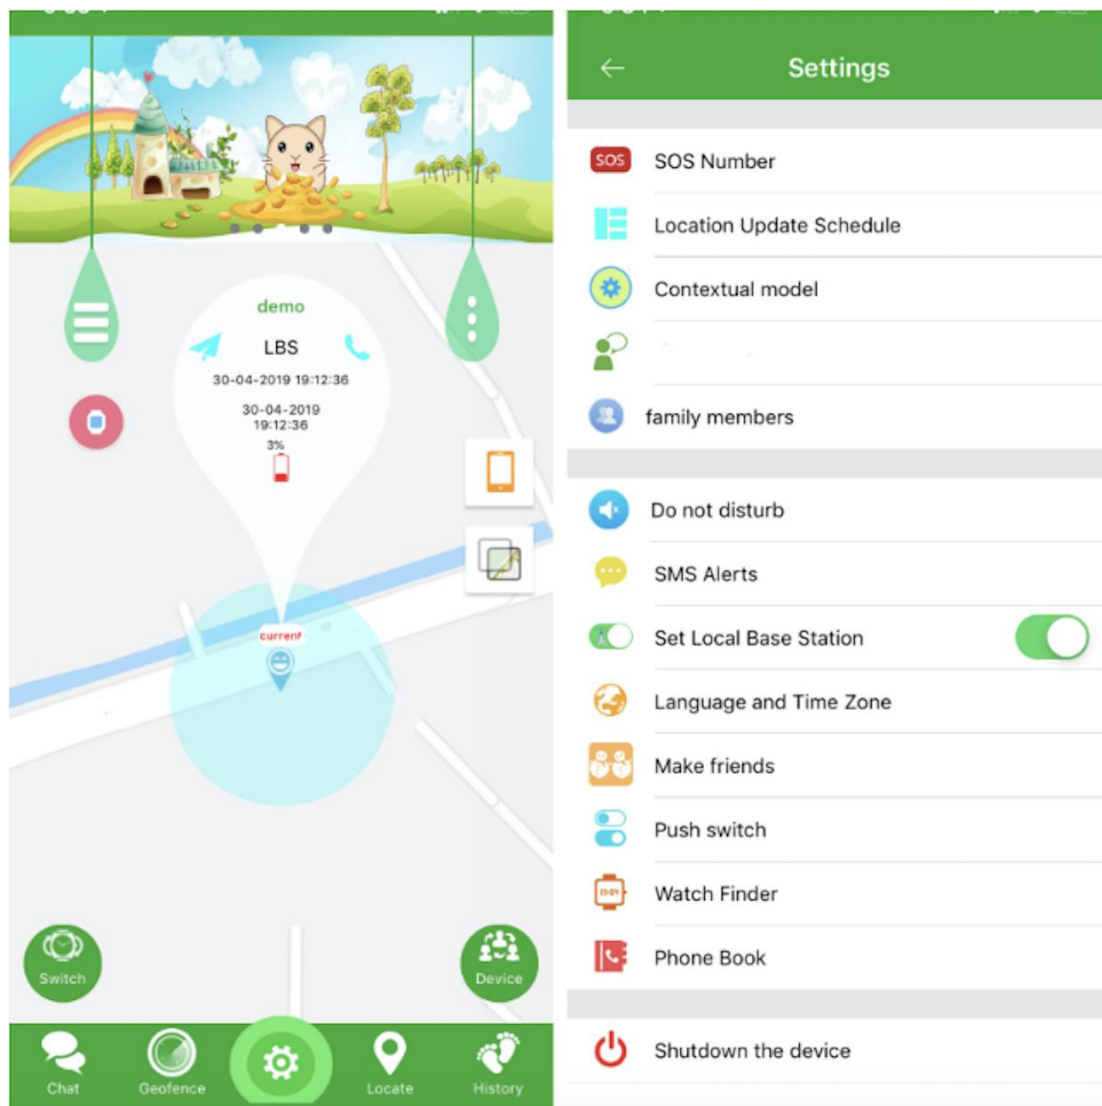 demo
LBS
30-04-2019 19:12:36
30-04-2019
19:12:36
3%
current
Switch
Device
Chat
Geofence
Locate
History
Settings
SOS SOS Number
Location Update Schedule
Contextual model
family members
Do not disturb
SMS Alerts
Set Local Base Station
Language and Time Zone
Make friends
Push switch
Watch Finder
Phone Book
Shutdown the device